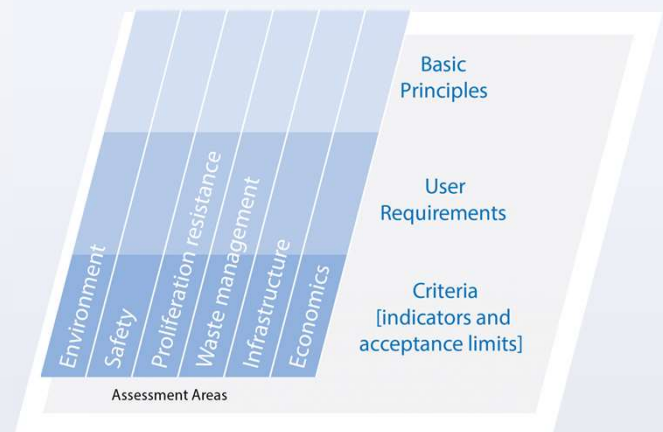 Basic
Principles
User
Requirements
Criteria
[indicators and
acceptance limits]
Environment
Safety
Proliferation resistance
Waste management
Infrastructure
Economics
Assessment Areas